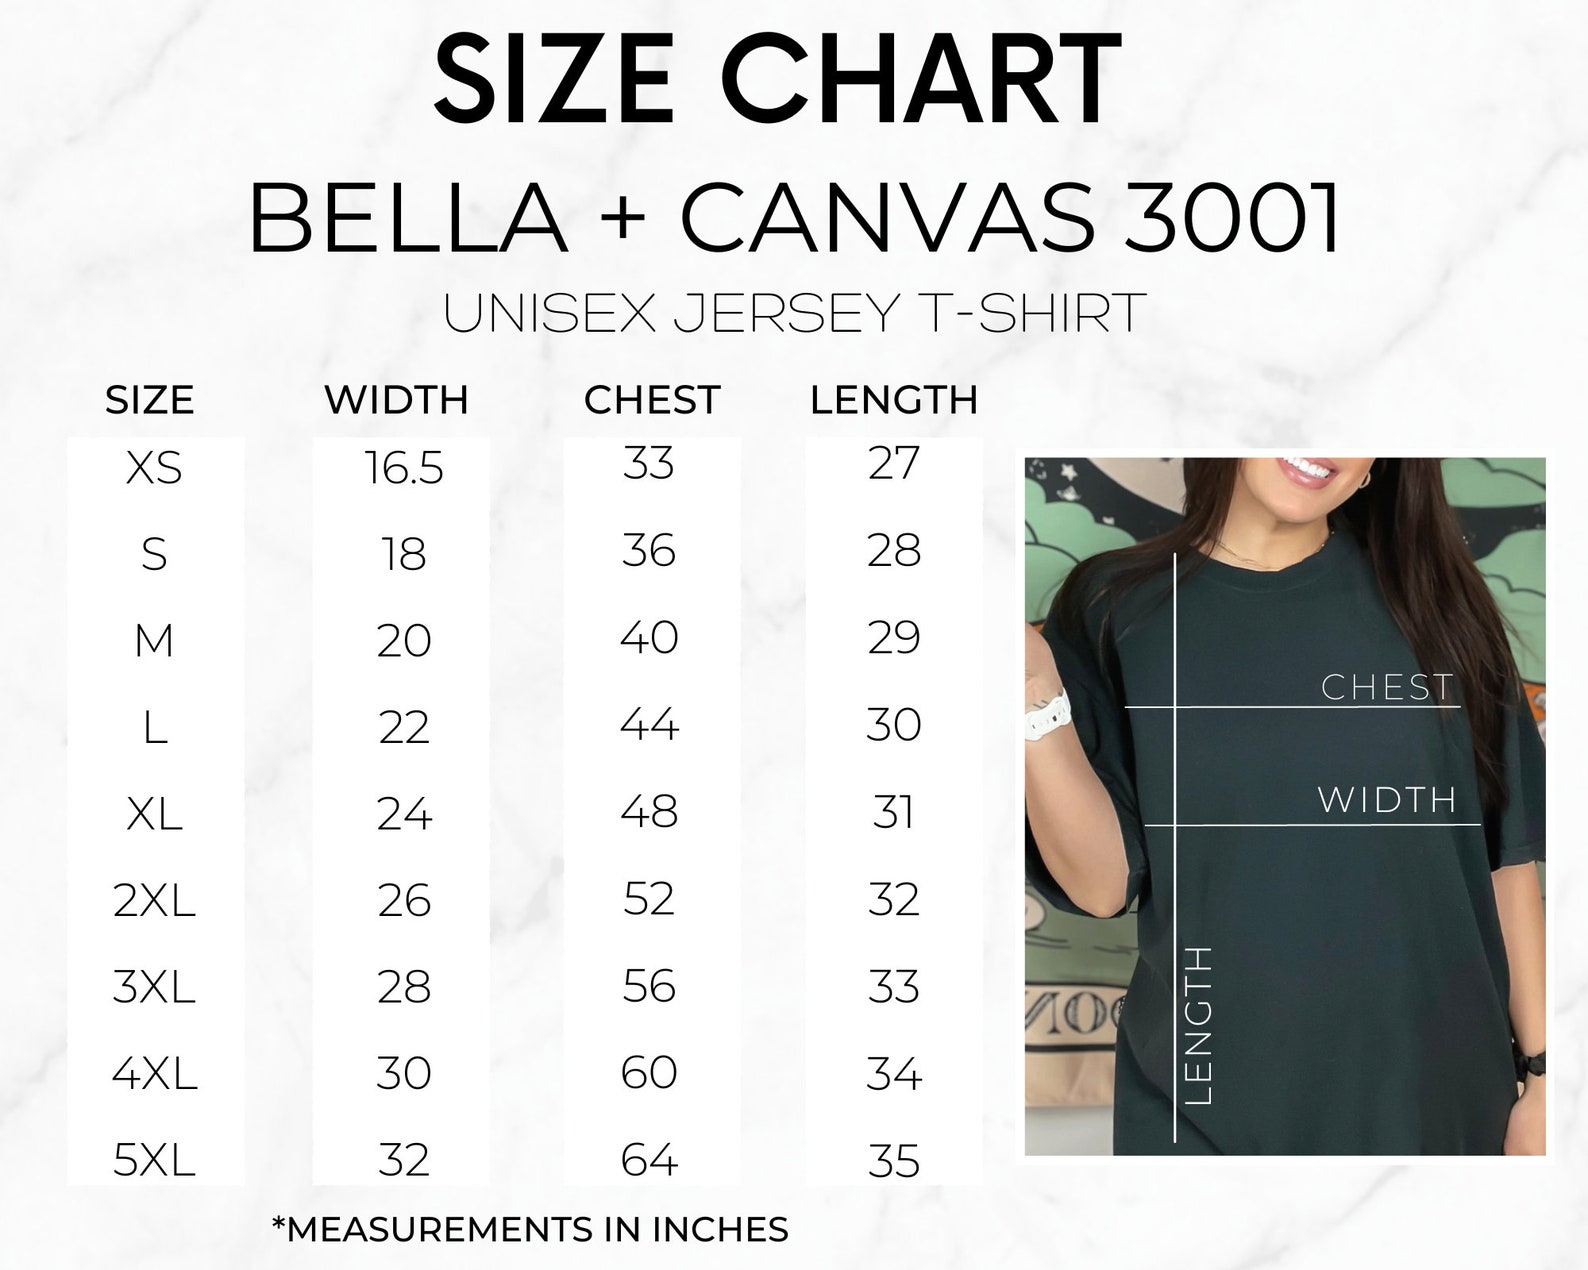 SIZE CHART
BELLA + CANVAS 3001
UNISEX JERSEY T-SHIRT
SIZE WIDTH CHEST LENGTH
XS 16.5 33 27
S 18 36 28
M 20 40 29
L 22 44 30
XL 24 48 31
2XL 26 52 32
3XL 28 56 33
4XL 30 60 34
5XL 32 64 35
*MEASUREMENTS IN INCHES
CHEST
WIDTH
LENGTH